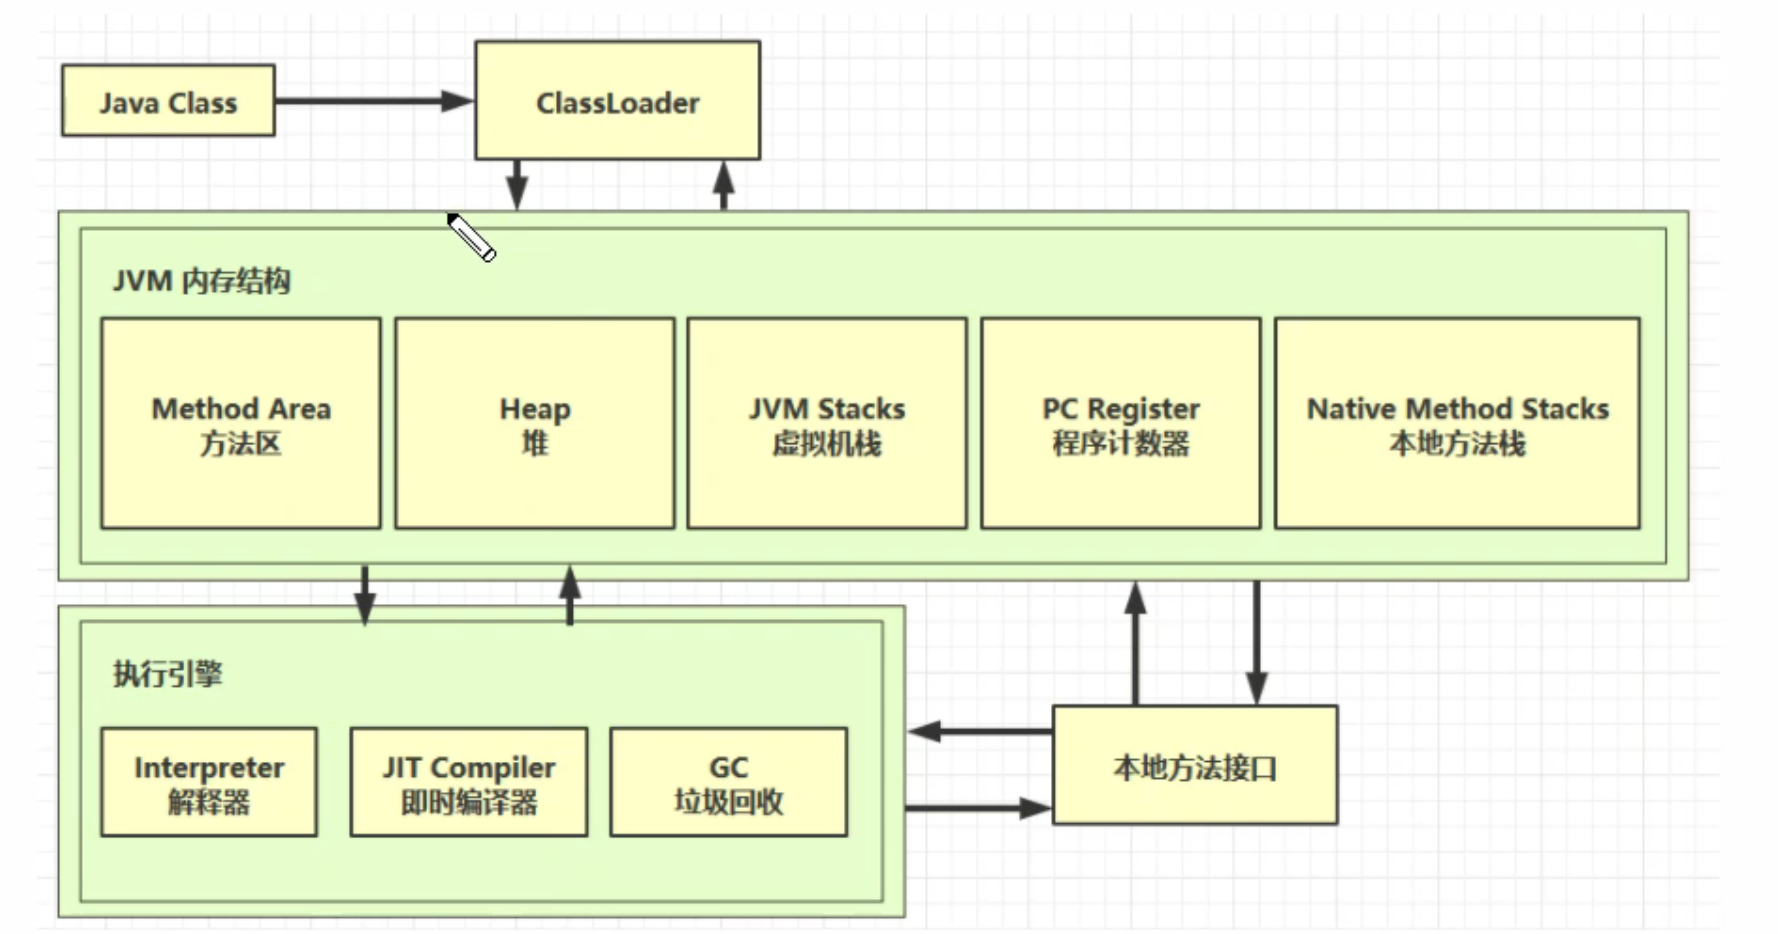 Java Class
ClassLoader
JVM 内存结构
Method Area
方法区
Heap
堆
JVM Stacks
虚拟机栈
PC Register
程序计数器
Native Method Stacks
本地方法栈
执行引擎
Interpreter
解释器
JIT Compiler
即时编译器
GC
垃圾回收
本地方法接口